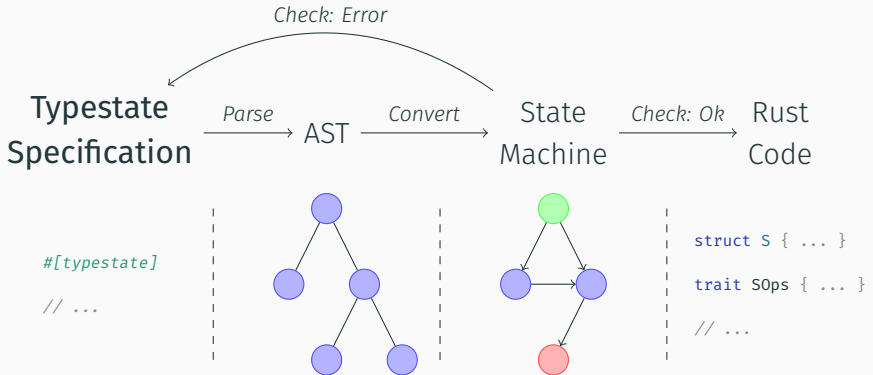 Check: Error
Typestate
Specification
Parse
AST
Convert
State
Machine
Check: Ok
Rust
Code
#[typestate]
// ...
struct S { ... }
trait SOps { ... }
// ...